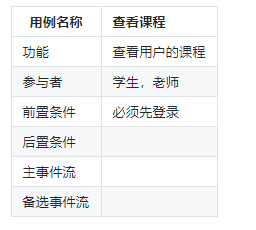 用例名称 查看课程
功能 查看用户的课程
参与者 学生，老师
前置条件 必须先登录
后置条件
主事件流
备选事件流